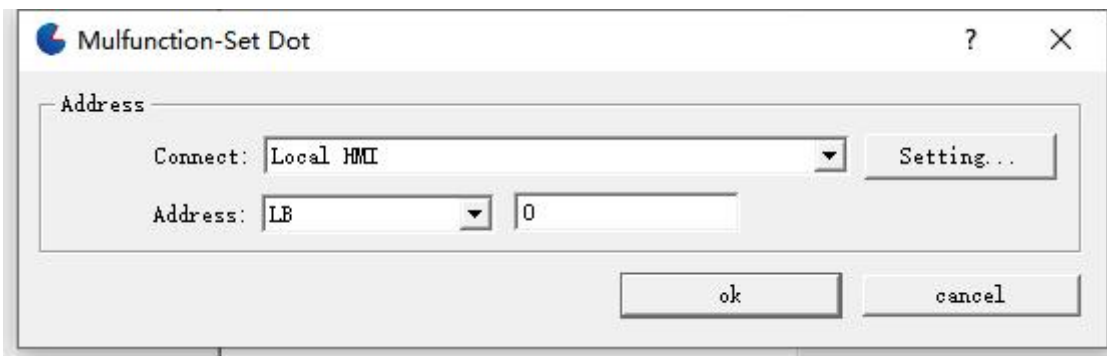 Mulfunction-Set Dot ? ×
Address
Connect: Local HMI Setting...
Address: LB 0
ok cancel